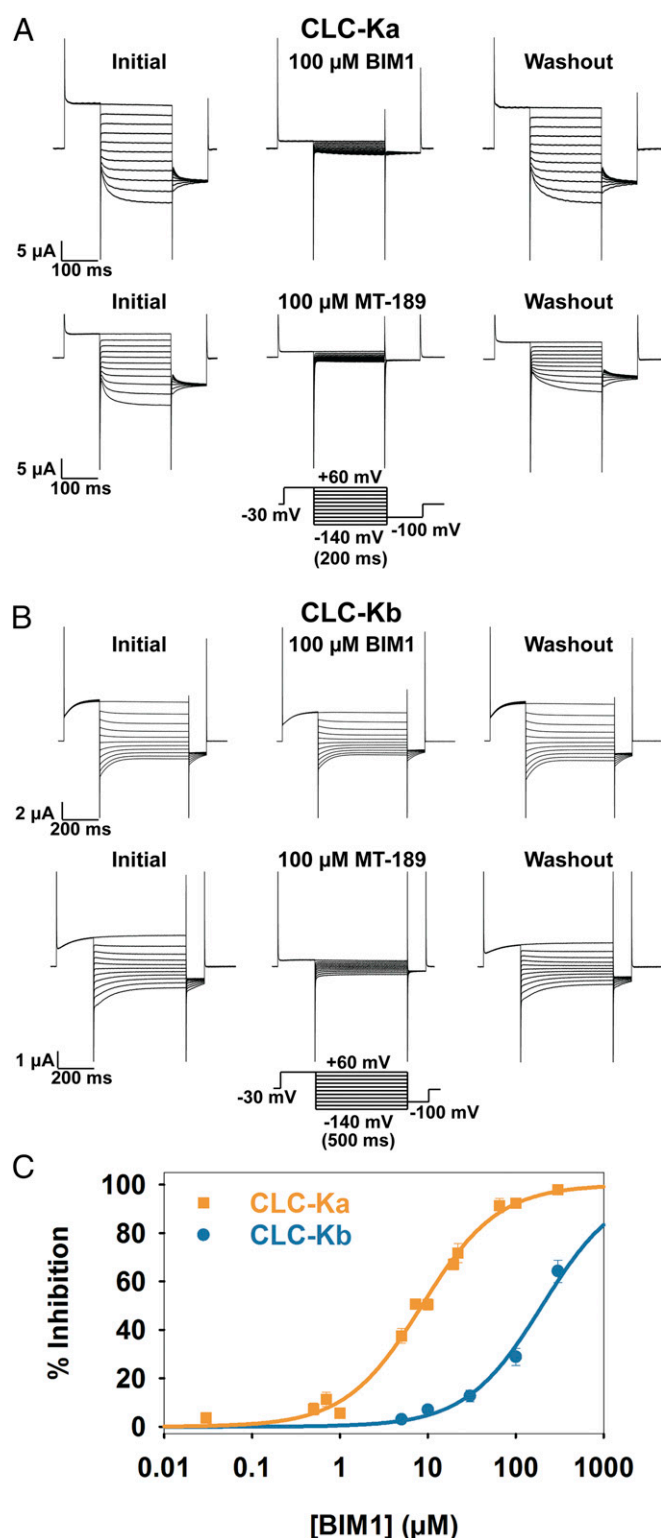 A
CLC-Ka
Initial
100 µM BIM1
Washout
5 µA
100 ms
Initial
100 µM MT-189
Washout
5 µA
100 ms
+60 mV
-30 mV
-100 mV
-140 mV
(200 ms)
B
CLC-Kb
Initial
100 µM BIM1
Washout
2 µA
200 ms
Initial
100 µM MT-189
Washout
1 µA
200 ms
+60 mV
-30 mV
-100 mV
-140 mV
(500 ms)
C
100
80
60
40
20
0
% Inhibition
CLC-Ka
CLC-Kb
0.01
0.1
1
10
100
1000
[BIM1] (µM)